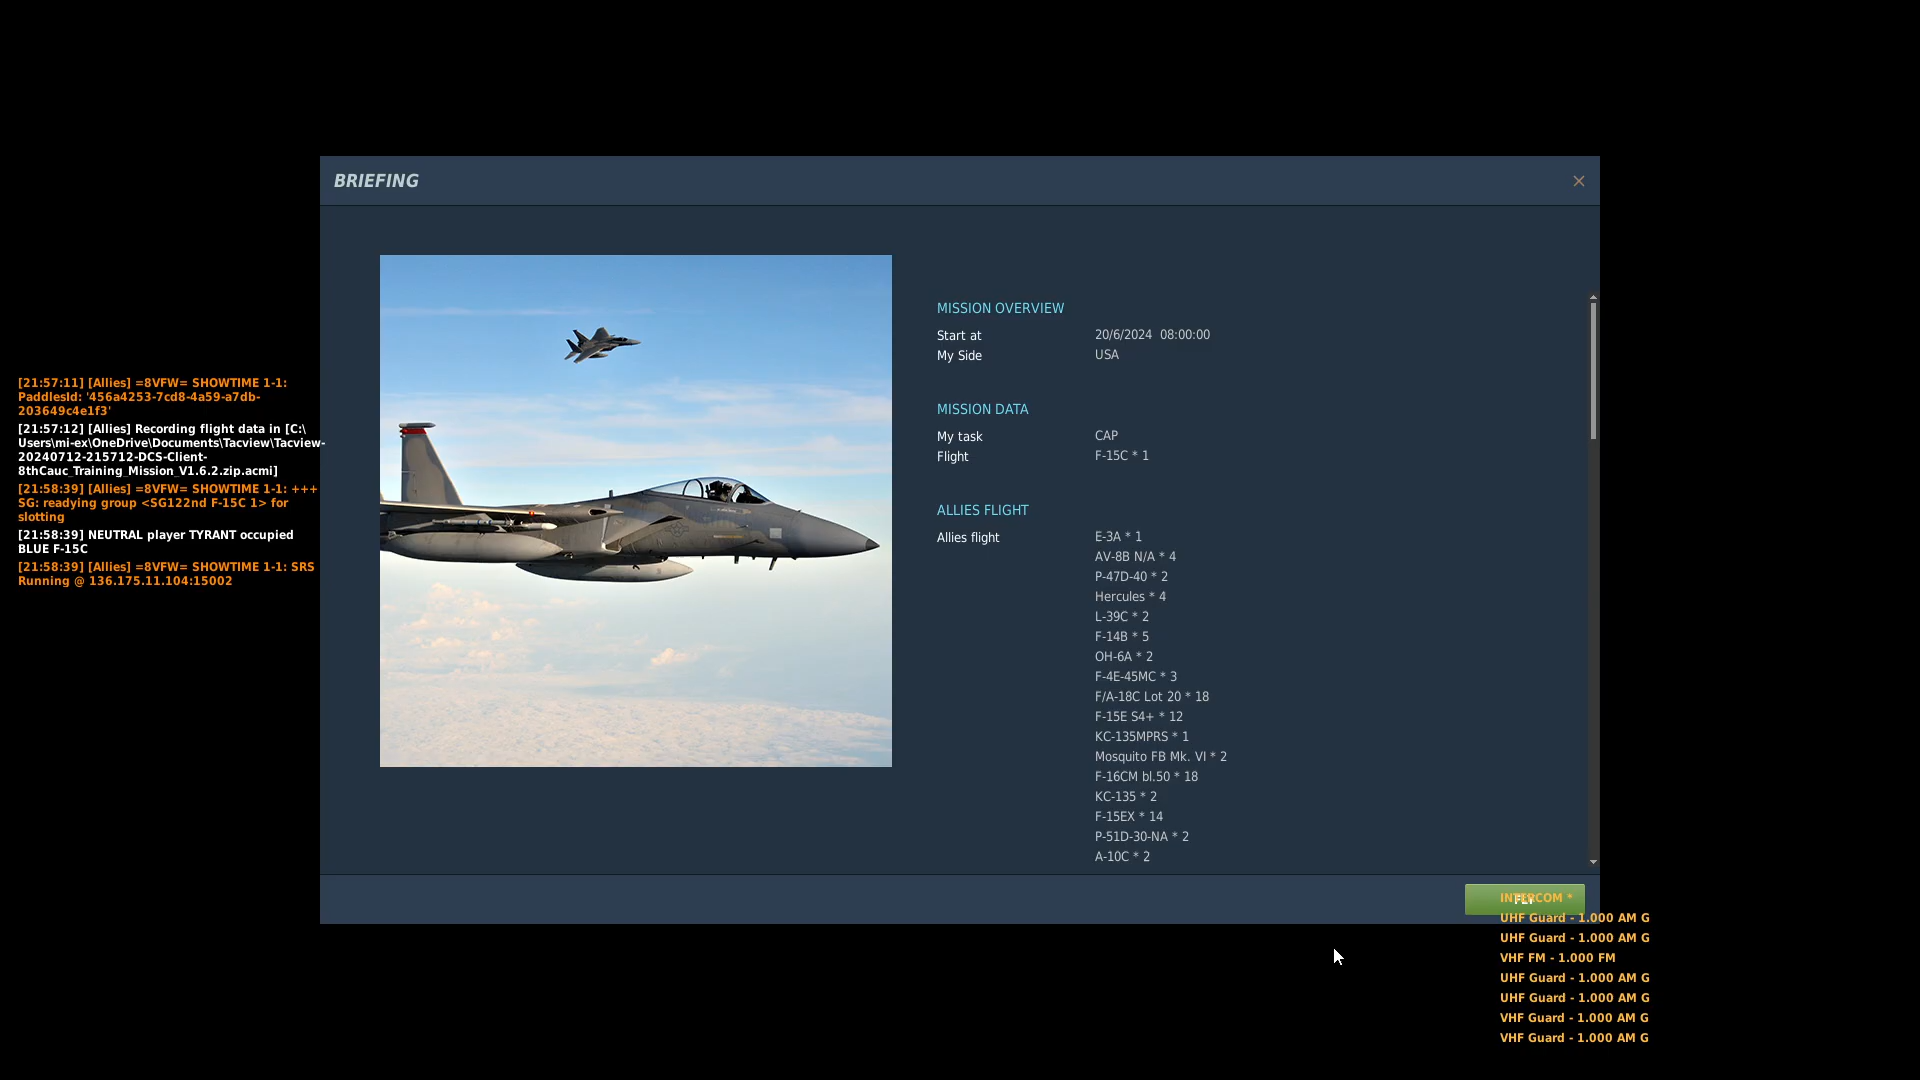 BRIEFING
×
[21:57:11] [Allies] =8VFW= SHOWTIME 1-1:
PaddlesId: '456a4253-7cd8-4a59-a7db-
203649c4e1f3'
[21:57:12] [Allies] Recording flight data in [C:\
Users\mi-ex\OneDrive\Documents\Tacview\Tacview-
20240712-215712-DCS-Client-
8thCauc_Training_Mission_V1.6.2.zip.acmi]
[21:58:39] [Allies] =8VFW= SHOWTIME 1-1: +++
SG: readying group <SG122nd F-15C 1> for
slotting
[21:58:39] NEUTRAL player TYRANT occupied
BLUE F-15C
[21:58:39] [Allies] =8VFW= SHOWTIME 1-1: SRS
Running @ 136.175.11.104:15002
MISSION OVERVIEW
Start at 20/6/2024 08:00:00
My Side USA
MISSION DATA
My task CAP
Flight F-15C * 1
ALLIES FLIGHT
Allies flight E-3A * 1
AV-8B N/A * 4
P-47D-40 * 2
Hercules * 4
L-39C * 2
F-14B * 5
OH-6A * 2
F-4E-45MC * 3
F/A-18C Lot 20 * 18
F-15E S4+ * 12
KC-135MPRS * 1
Mosquito FB Mk. VI * 2
F-16CM bl.50 * 18
KC-135 * 2
F-15EX * 14
P-51D-30-NA * 2
A-10C * 2
FLY
INTERCOM *
UHF Guard - 1.000 AM G
UHF Guard - 1.000 AM G
VHF FM - 1.000 FM
UHF Guard - 1.000 AM G
UHF Guard - 1.000 AM G
VHF Guard - 1.000 AM G
VHF Guard - 1.000 AM G